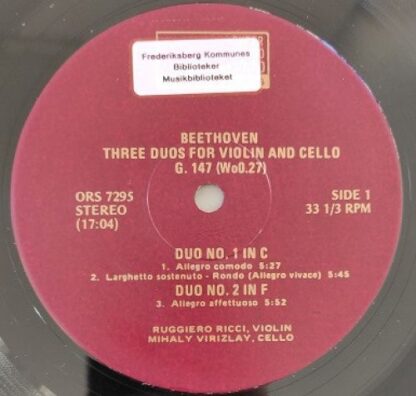 Frederiksberg Kommunes
Biblioteker
Musikbiblioteket
BEETHOVEN
THREE DUOS FOR VIOLIN AND CELLO
G. 147 (WoO.27)
ORS 7295
STEREO
(17:04)
SIDE 1
33 1/3 RPM
DUO NO. 1 IN C
1. Allegro comodo 5:27
2. Larghetto sostenuto - Rondo (Allegro vivace) 5:45
DUO NO. 2 IN F
3. Allegro affettuoso 5:52
RUGGIERO RICCI, VIOLIN
MIHALY VIRIZLAY, CELLO